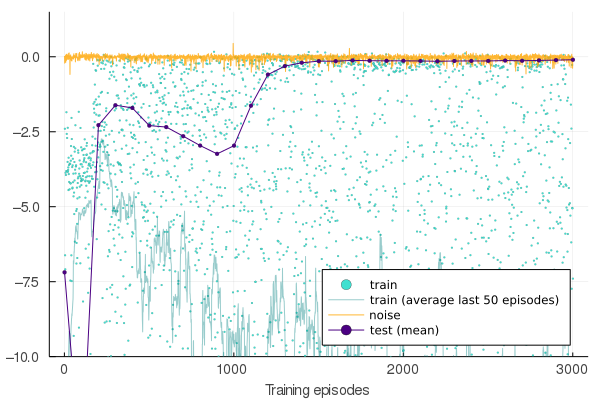 0.0
−2.5
−5.0
−7.5
−10.0
train
train (average last 50 episodes)
noise
test (mean)
0
1000
2000
3000
Training episodes